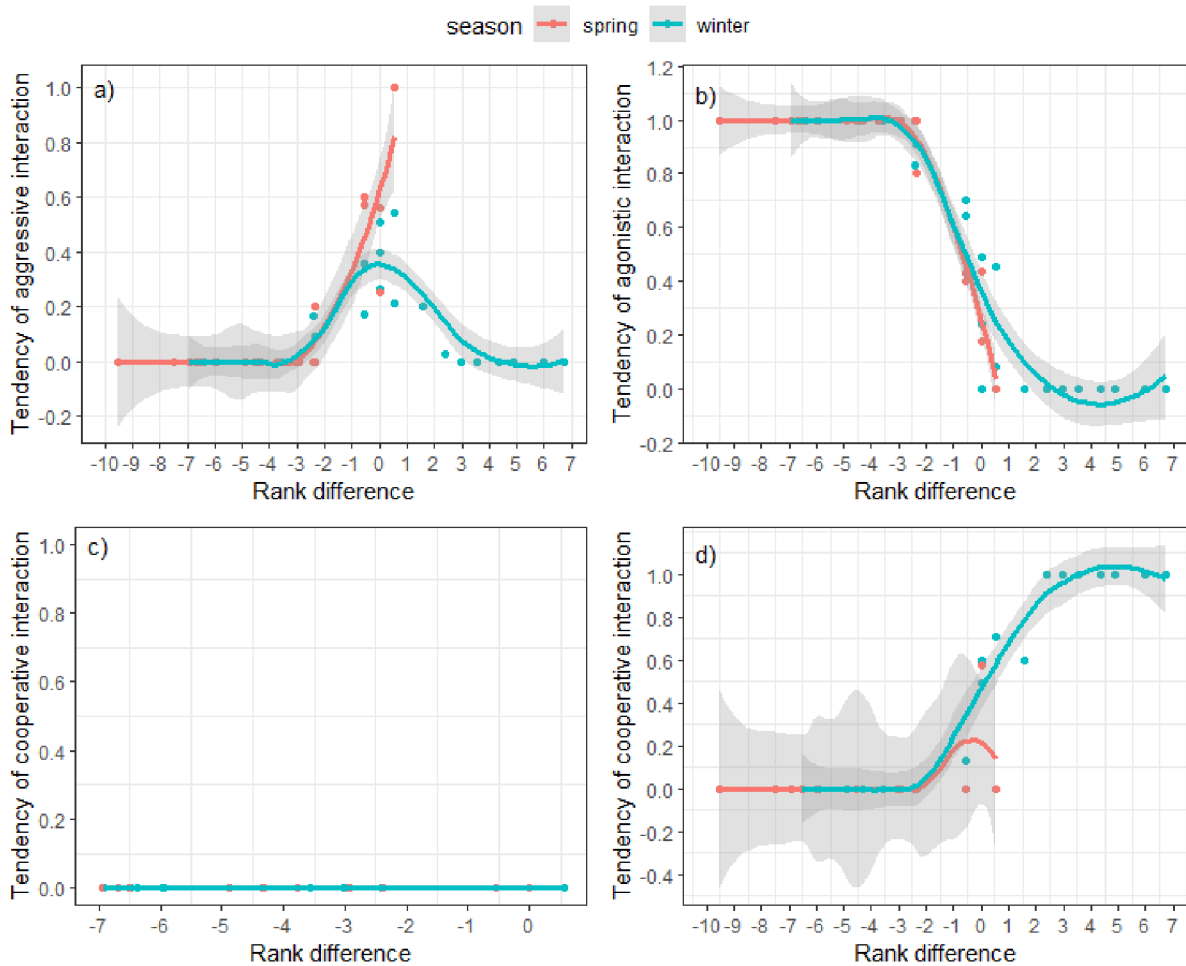 season spring winter
a)
Tendency of aggressive interaction
1.0
0.8
0.6
0.4
0.2
0.0
-0.2
-10 -9 -8 -7 -6 -5 -4 -3 -2 -1 0 1 2 3 4 5 6 7
Rank difference
b)
Tendency of agonistic interaction
1.2
1.0
0.8
0.6
0.4
0.2
0.0
-0.2
-10 -9 -8 -7 -6 -5 -4 -3 -2 -1 0 1 2 3 4 5 6 7
Rank difference
c)
Tendency of cooperative interaction
1.0
0.8
0.6
0.4
0.2
0.0
-7 -6 -5 -4 -3 -2 -1 0
Rank difference
d)
Tendency of cooperative interaction
1.0
0.8
0.6
0.4
0.2
0.0
-0.2
-0.4
-10 -9 -8 -7 -6 -5 -4 -3 -2 -1 0 1 2 3 4 5 6 7
Rank difference